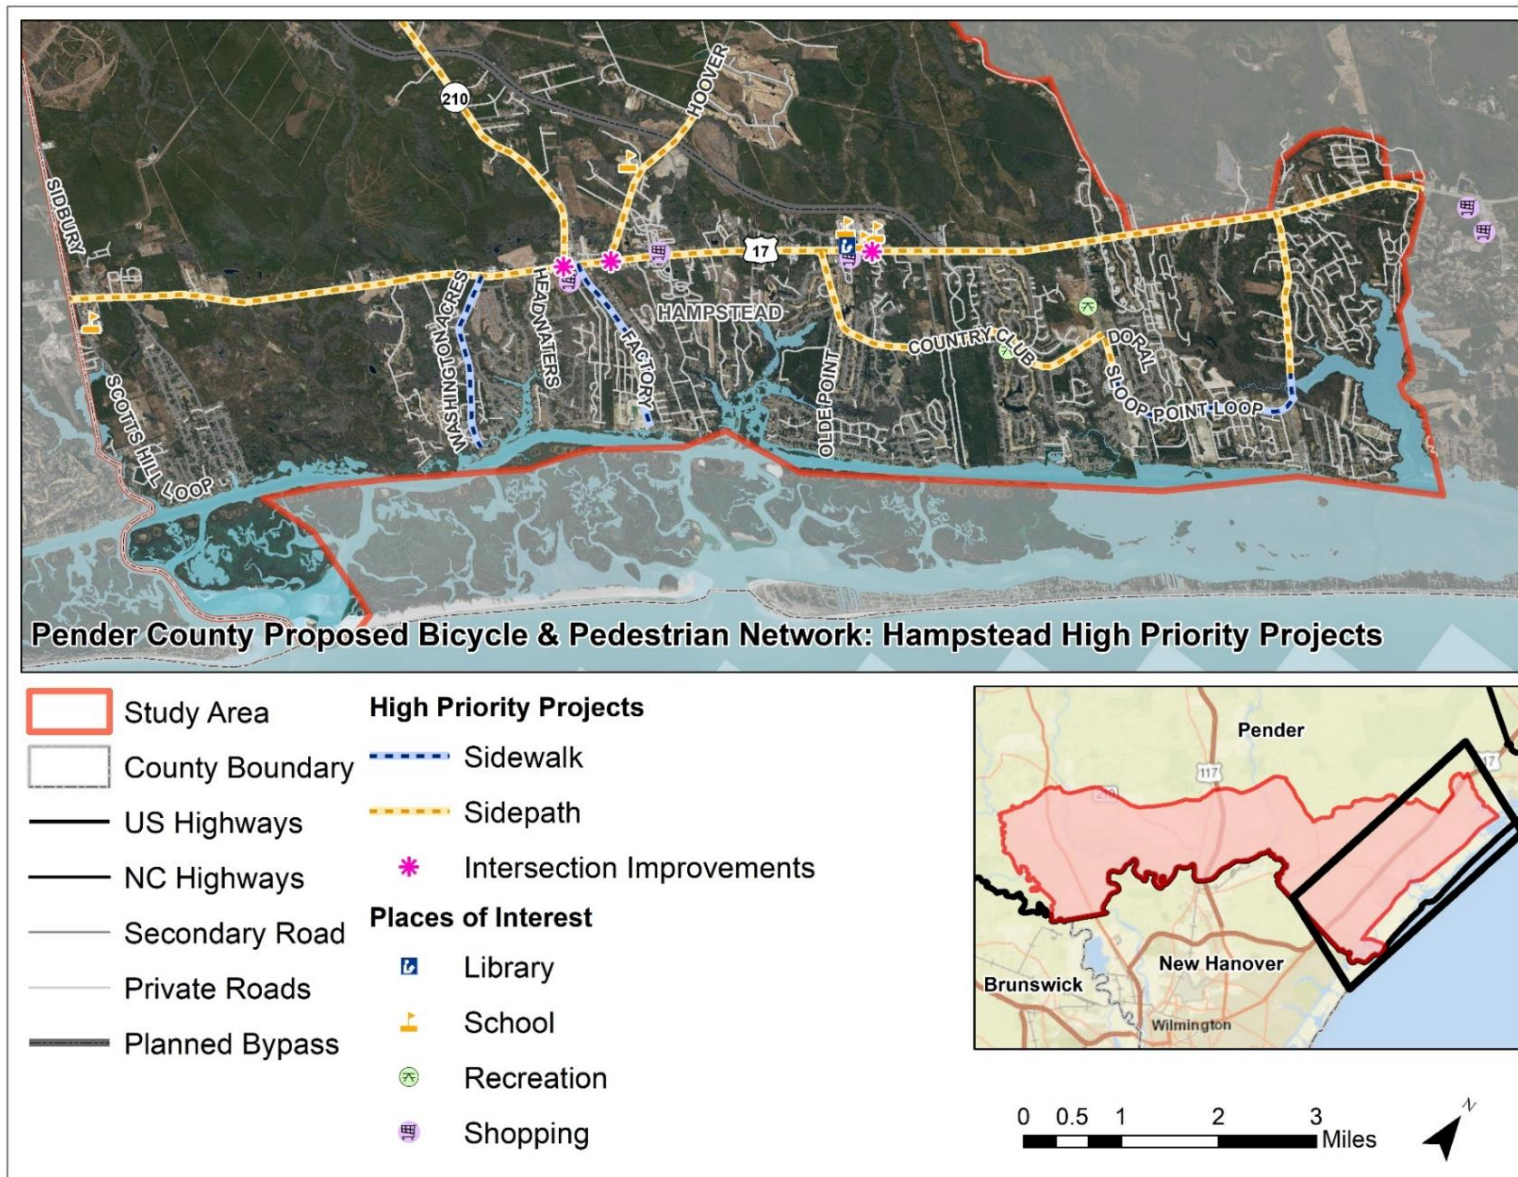 210
HOOVER
SIDBURY
17
WASHINGTON ACRES
HEADWATERS
HAMPSTEAD
FACTORY
COUNTRY CLUB
DORAL
OLDE POINT
SLOOP POINT LOOP
SCOTTS HILL LOOP
Pender County Proposed Bicycle & Pedestrian Network: Hampstead High Priority Projects
Study Area
County Boundary
US Highways
NC Highways
Secondary Road
Private Roads
Planned Bypass
High Priority Projects
Sidewalk
Sidepath
Intersection Improvements
Places of Interest
Library
School
Recreation
Shopping
Pender
17
117
210
New Hanover
Brunswick
Wilmington
0 0.5 1 2 3
Miles
N